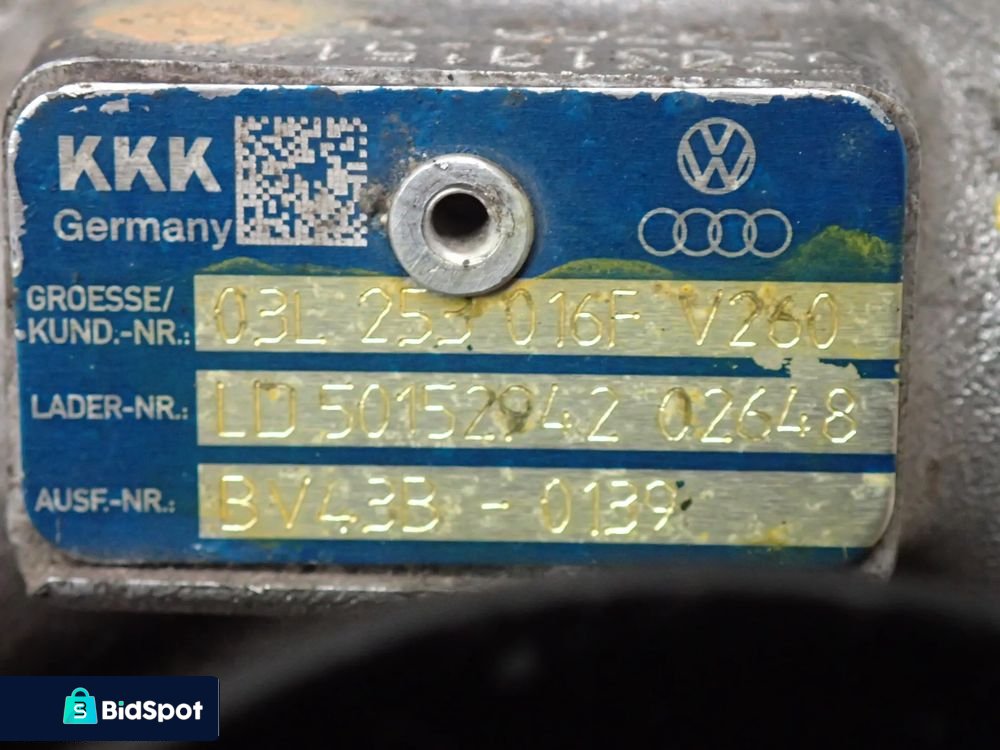 KKK
Germany
GROESSE/
KUND.-NR.: 03L 253 016F V260
LADER-NR.: LD 50152942 02648
AUSF.-NR.: BV43B - 0139
BidSpot